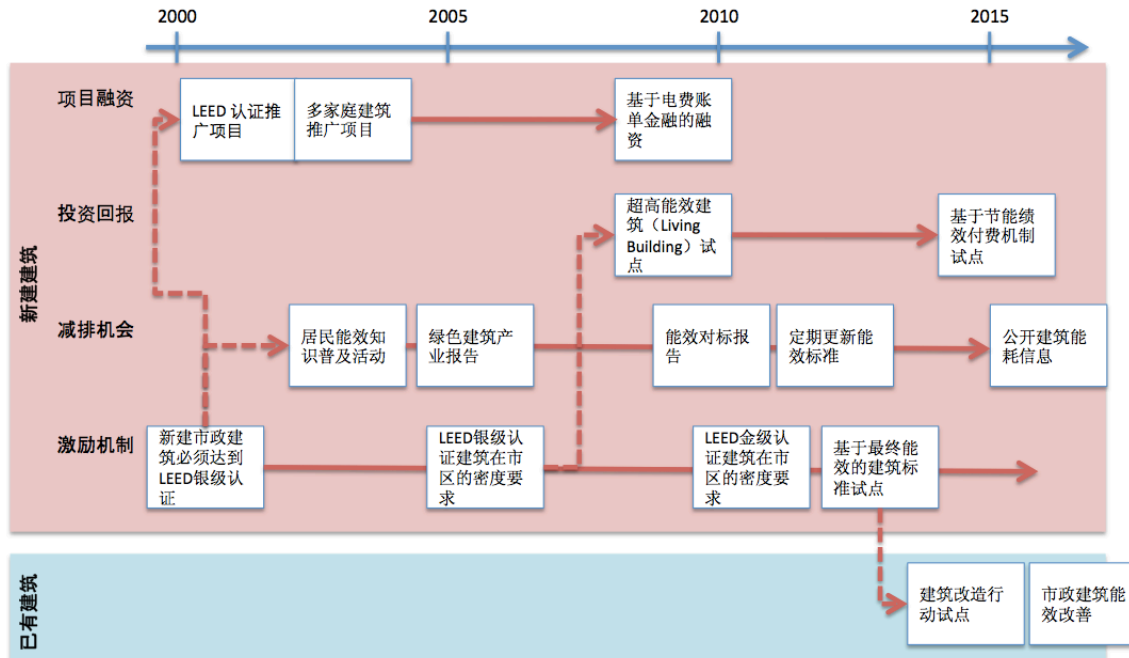 2000
2005
2010
2015
新建建筑
项目融资
LEED 认证推
广项目
多家庭建筑
推广项目
基于电费账
单金融的融
资
投资回报
超高能效建
筑（Living
Building）试
点
基于节能绩
效付费机制
试点
减排机会
居民能效知
识普及活动
绿色建筑产
业报告
能效对标报
告
定期更新能
效标准
公开建筑能
耗信息
激励机制
新建市政建
筑必须达到
LEED银级认
证
LEED银级认
证建筑在市
区的密度要
求
LEED金级认
证建筑在市
区的密度要
求
基于最终能
效的建筑标
准试点
已有建筑
建筑改造行
动试点
市政建筑能
效改善